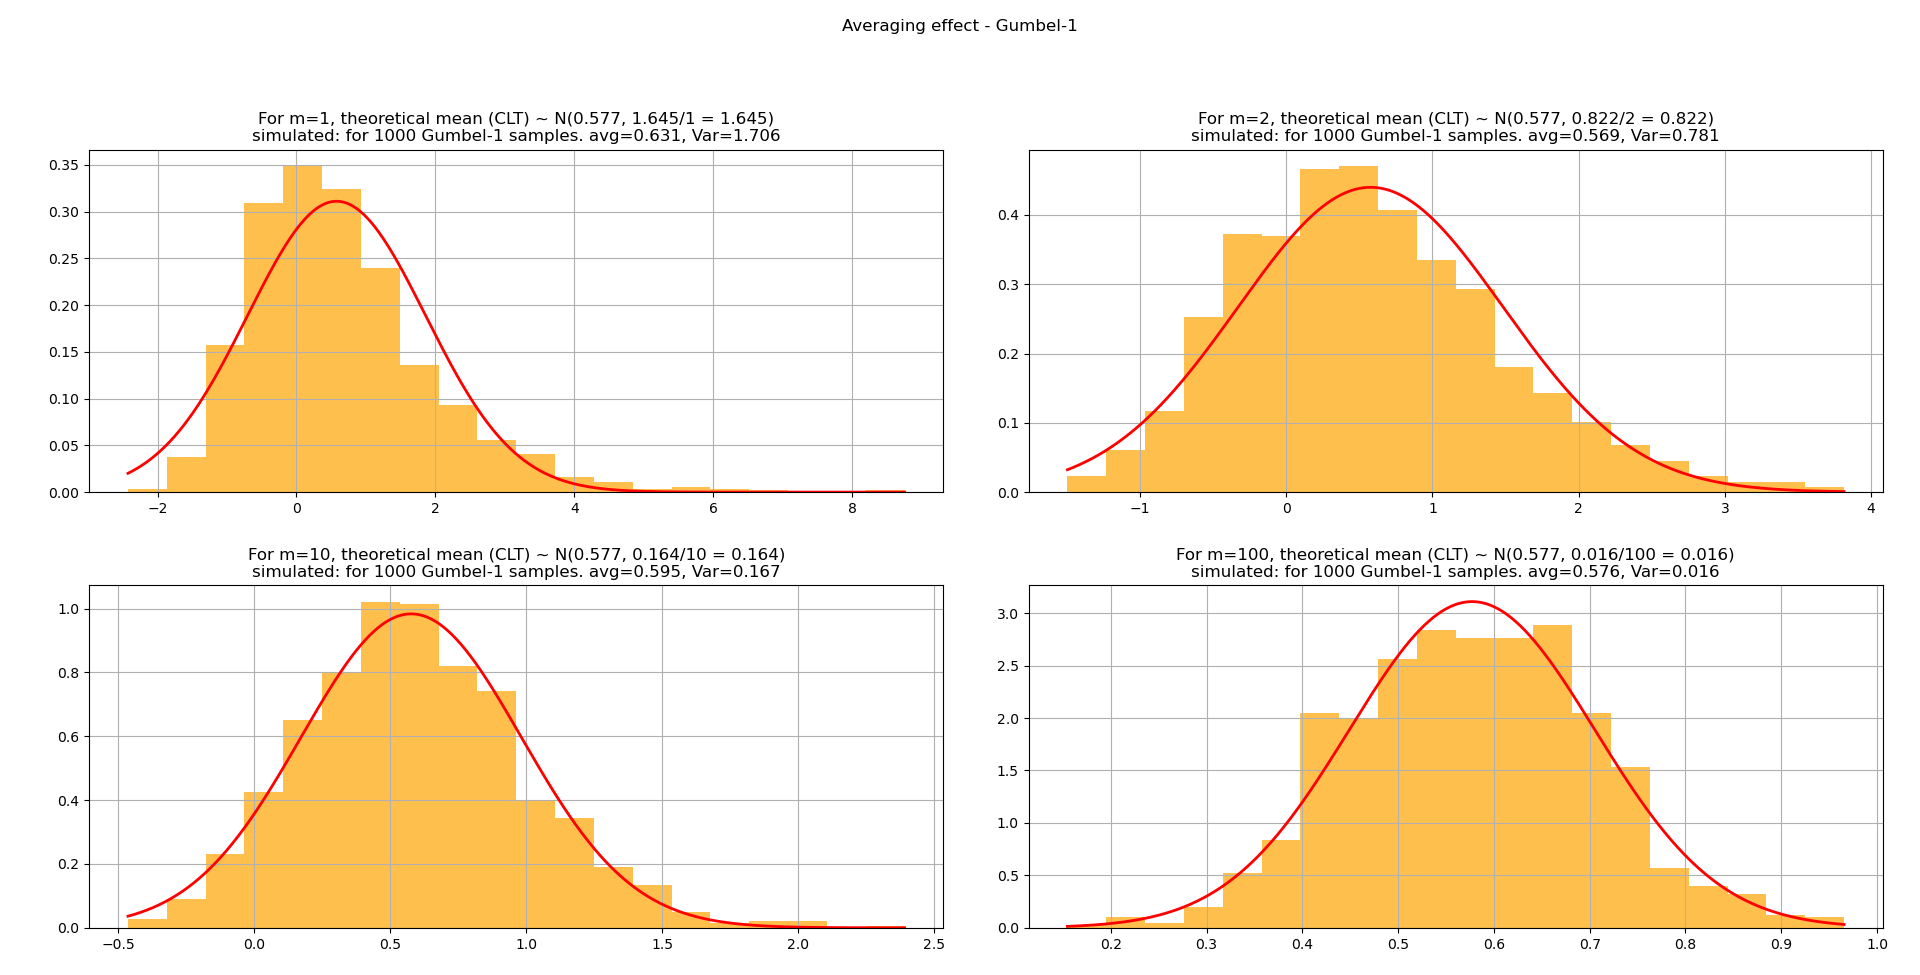 Averaging effect - Gumbel-1
For m=1, theoretical mean (CLT) ~ N(0.577, 1.645/1 = 1.645)
simulated: for 1000 Gumbel-1 samples. avg=0.631, Var=1.706
0.35
0.30
0.25
0.20
0.15
0.10
0.05
0.00
−2 0 2 4 6 8
For m=2, theoretical mean (CLT) ~ N(0.577, 0.822/2 = 0.822)
simulated: for 1000 Gumbel-1 samples. avg=0.569, Var=0.781
0.4
0.3
0.2
0.1
0.0
−1 0 1 2 3 4
For m=10, theoretical mean (CLT) ~ N(0.577, 0.164/10 = 0.164)
simulated: for 1000 Gumbel-1 samples. avg=0.595, Var=0.167
1.0
0.8
0.6
0.4
0.2
0.0
−0.5 0.0 0.5 1.0 1.5 2.0 2.5
For m=100, theoretical mean (CLT) ~ N(0.577, 0.016/100 = 0.016)
simulated: for 1000 Gumbel-1 samples. avg=0.576, Var=0.016
3.0
2.5
2.0
1.5
1.0
0.5
0.0
0.2 0.3 0.4 0.5 0.6 0.7 0.8 0.9 1.0